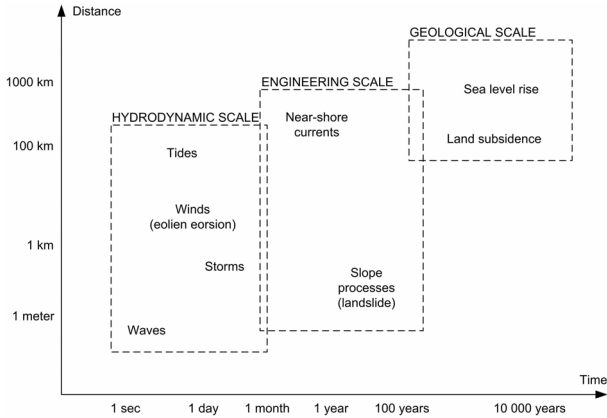 Distance
GEOLOGICAL SCALE
1000 km
ENGINEERING SCALE
Sea level rise
HYDRODYNAMIC SCALE
Near-shore
currents
100 km
Tides
Land subsidence
Winds
(eolien eorsion)
1 km
Storms
Slope
processes
(landslide)
1 meter
Waves
Time
1 sec
1 day
1 month
1 year
100 years
10 000 years